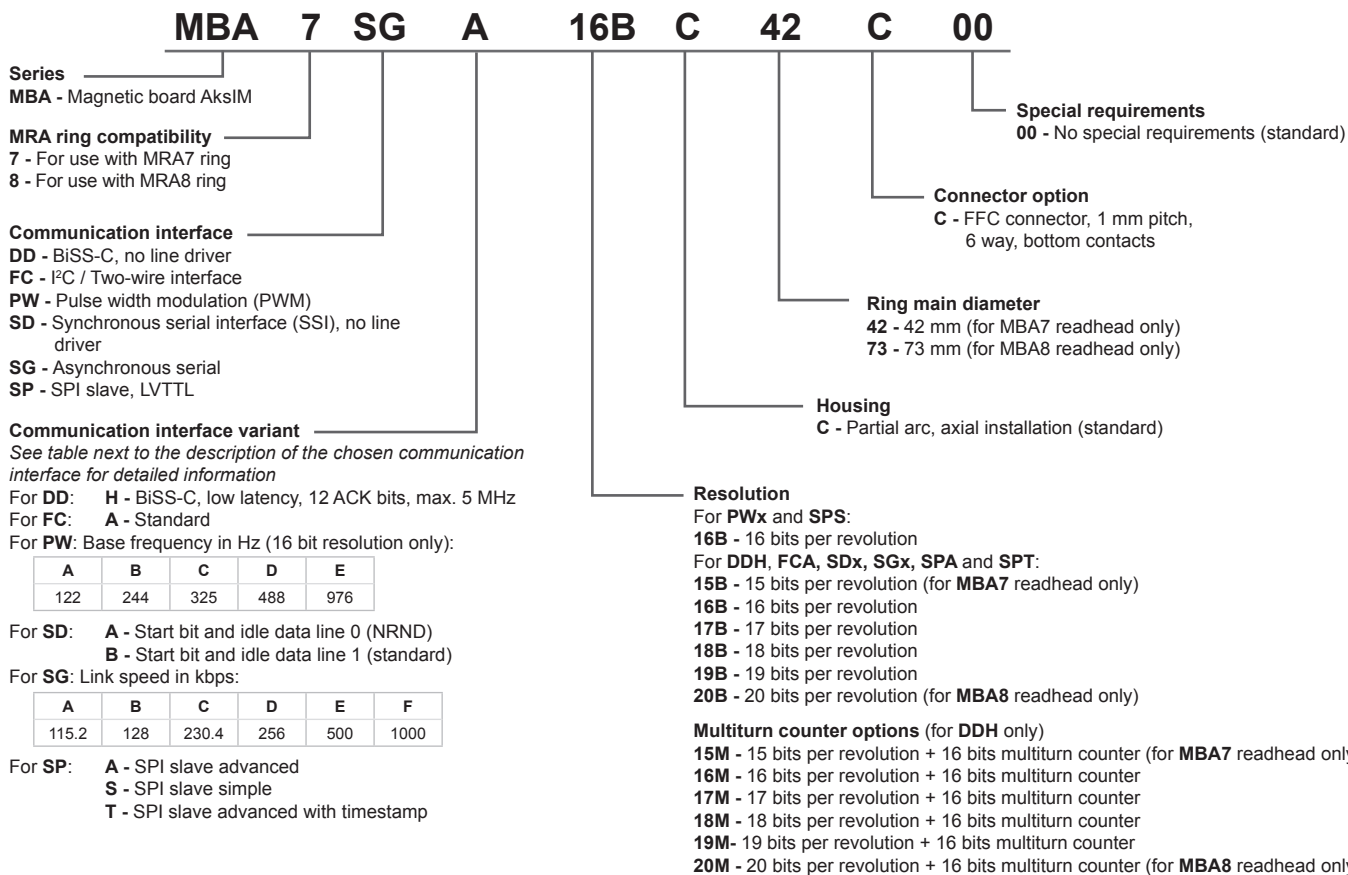 MBA 7 SG A 16B C 42 C 00
Series
MBA - Magnetic board AksIM
MRA ring compatibility
7 - For use with MRA7 ring
8 - For use with MRA8 ring
Communication interface
DD - BiSS-C, no line driver
FC - I²C / Two-wire interface
PW - Pulse width modulation (PWM)
SD - Synchronous serial interface (SSI), no line
driver
SG - Asynchronous serial
SP - SPI slave, LVTTL
Communication interface variant
See table next to the description of the chosen communication
interface for detailed information
For DD: H - BiSS-C, low latency, 12 ACK bits, max. 5 MHz
For FC: A - Standard
For PW: Base frequency in Hz (16 bit resolution only):
A B C D E
122 244 325 488 976
For SD: A - Start bit and idle data line 0 (NRND)
B - Start bit and idle data line 1 (standard)
For SG: Link speed in kbps:
A B C D E F
115.2 128 230.4 256 500 1000
For SP: A - SPI slave advanced
S - SPI slave simple
T - SPI slave advanced with timestamp
Special requirements
00 - No special requirements (standard)
Connector option
C - FFC connector, 1 mm pitch,
6 way, bottom contacts
Ring main diameter
42 - 42 mm (for MBA7 readhead only)
73 - 73 mm (for MBA8 readhead only)
Housing
C - Partial arc, axial installation (standard)
Resolution
For PWx and SPS:
16B - 16 bits per revolution
For DDH, FCA, SDx, SGx, SPA and SPT:
15B - 15 bits per revolution (for MBA7 readhead only)
16B - 16 bits per revolution
17B - 17 bits per revolution
18B - 18 bits per revolution
19B - 19 bits per revolution
20B - 20 bits per revolution (for MBA8 readhead only)
Multiturn counter options (for DDH only)
15M - 15 bits per revolution + 16 bits multiturn counter (for MBA7 readhead only
16M - 16 bits per revolution + 16 bits multiturn counter
17M - 17 bits per revolution + 16 bits multiturn counter
18M - 18 bits per revolution + 16 bits multiturn counter
19M- 19 bits per revolution + 16 bits multiturn counter
20M - 20 bits per revolution + 16 bits multiturn counter (for MBA8 readhead only